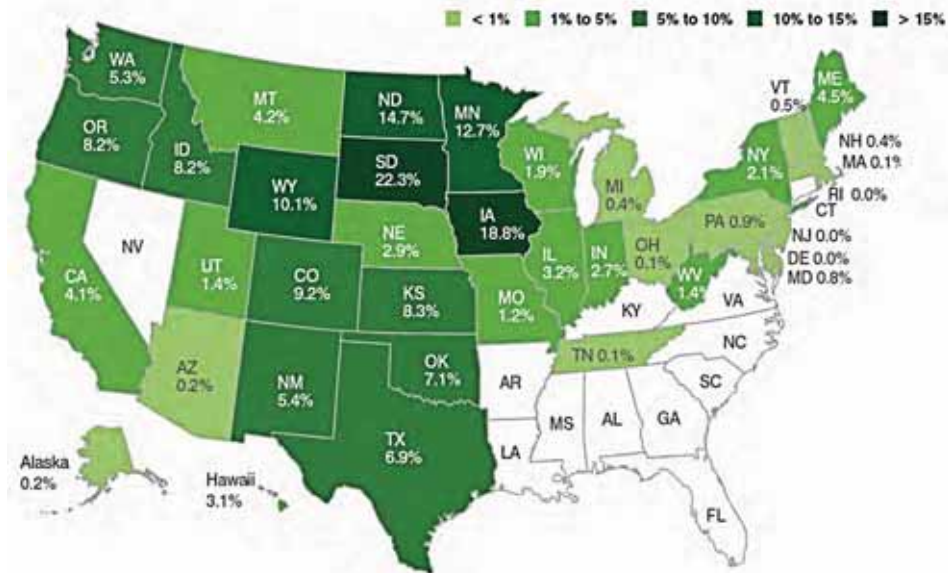 < 1% 1% to 5% 5% to 10% 10% to 15% > 15%
WA
5.3%
OR
8.2%
ID
8.2%
MT
4.2%
ND
14.7%
MN
12.7%
SD
22.3%
WY
10.1%
WI
1.9%
MI
0.4%
VT
0.5%
ME
4.5%
NH 0.4%
MA 0.1%
NY
2.1%
RI 0.0%
CT
NJ 0.0%
DE 0.0%
MD 0.8%
PA 0.9%
OH
0.1%
WV
1.4%
IA
18.8%
NE
2.9%
IL
3.2%
IN
2.7%
NV
CA
4.1%
UT
1.4%
CO
9.2%
KS
8.3%
MO
1.2%
KY
VA
NC
TN 0.1%
SC
AZ
0.2%
NM
5.4%
OK
7.1%
AR
TX
6.9%
LA
MS
AL
GA
FL
Alaska
0.2%
Hawaii
3.1%